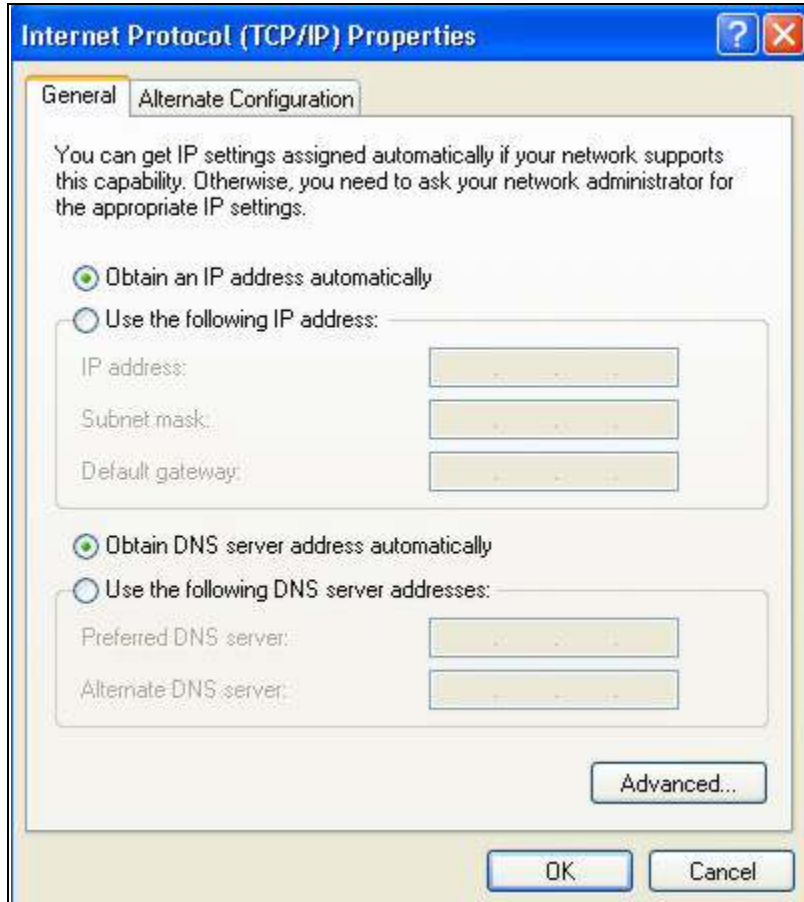 Internet Protocol (TCP/IP) Properties
General
Alternate Configuration
You can get IP settings assigned automatically if your network supports
this capability. Otherwise, you need to ask your network administrator for
the appropriate IP settings.
Obtain an IP address automatically
Use the following IP address:
IP address:
Subnet mask:
Default gateway:
Obtain DNS server address automatically
Use the following DNS server addresses:
Preferred DNS server:
Alternate DNS server:
Advanced...
OK
Cancel